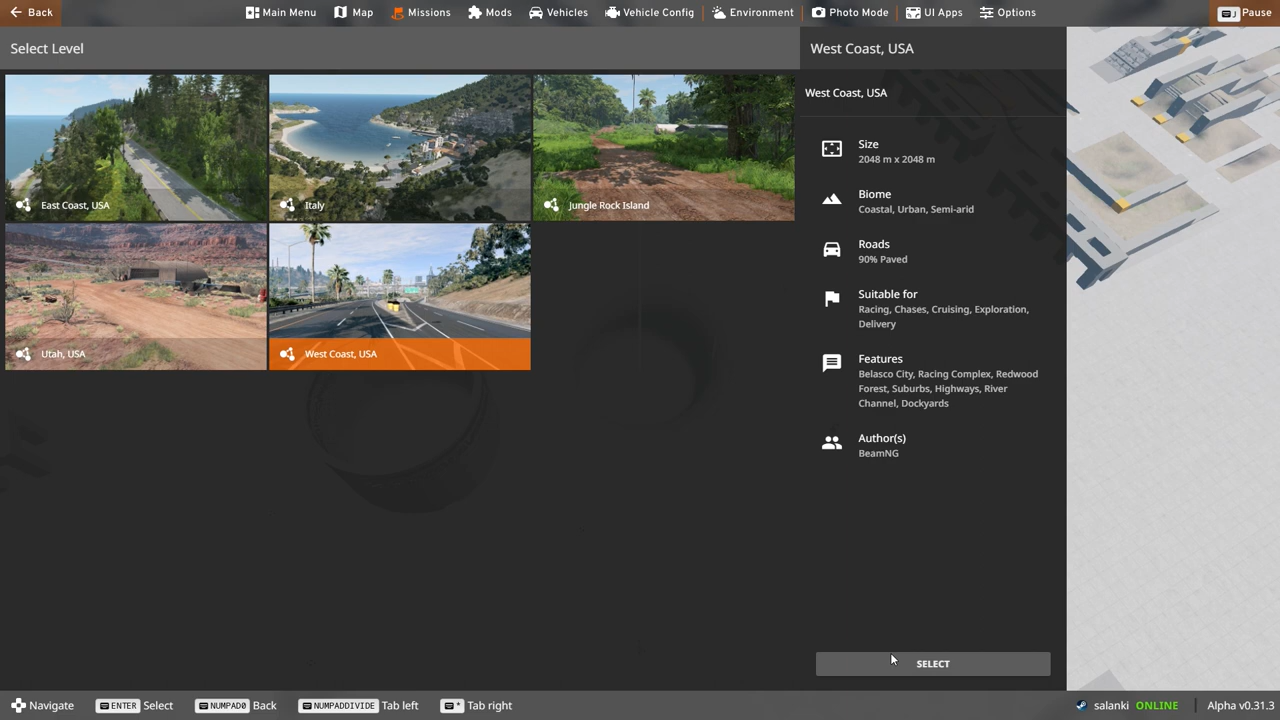 Back
Main Menu
Map
Missions
Mods
Vehicles
Vehicle Config
Environment
Photo Mode
UI Apps
Options
J
Pause
Select Level
West Coast, USA
East Coast, USA
Italy
Jungle Rock Island
Utah, USA
West Coast, USA
West Coast, USA
Size
2048 m x 2048 m
Biome
Coastal, Urban, Semi-arid
Roads
90% Paved
Suitable for
Racing, Chases, Cruising, Exploration,
Delivery
Features
Belasco City, Racing Complex, Redwood
Forest, Suburbs, Highways, River
Channel, Dockyards
Author(s)
BeamNG
SELECT
Navigate
ENTER Select
NUMPAD0 Back
NUMPADDIVIDE Tab left
* Tab right
salanki ONLINE
Alpha v0.31.3